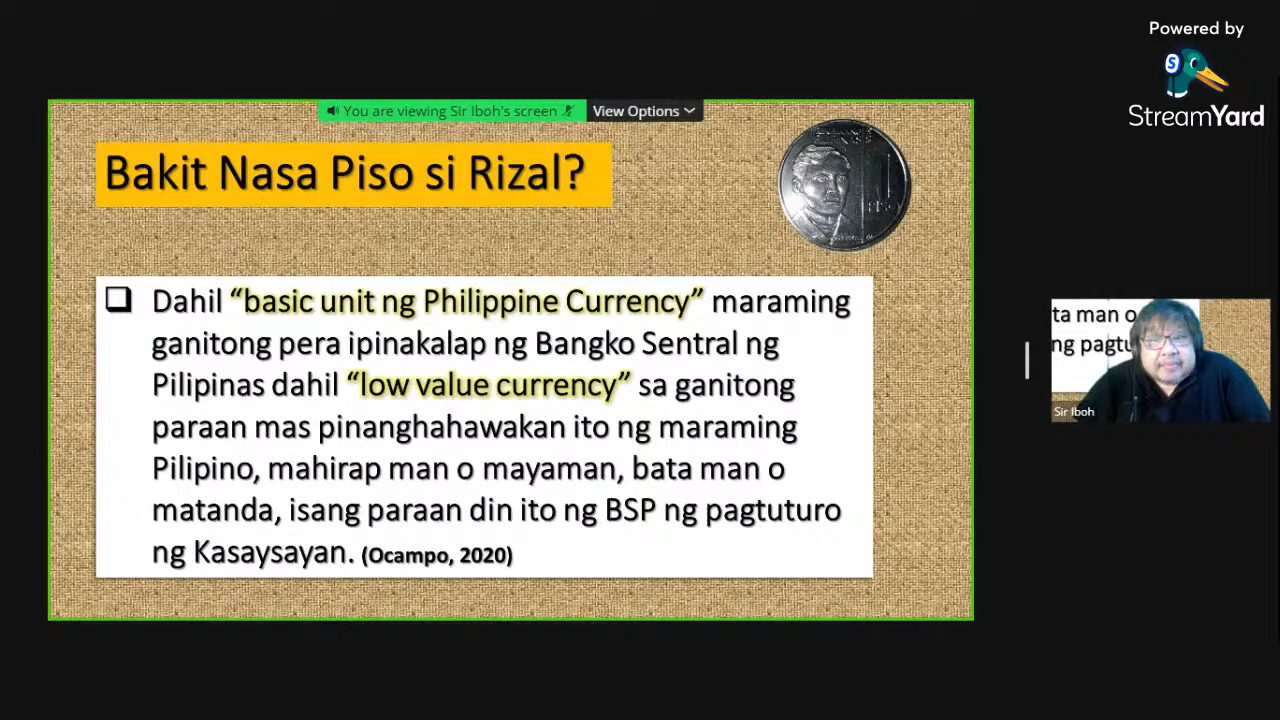 Powered by
S
StreamYard
You are viewing Sir Iboh's screen
View Options
Bakit Nasa Piso si Rizal?
PISO
Dahil “basic unit ng Philippine Currency” maraming
ganitong pera ipinakalap ng Bangko Sentral ng
Pilipinas dahil “low value currency” sa ganitong
paraan mas pinanghahawakan ito ng maraming
Pilipino, mahirap man o mayaman, bata man o
matanda, isang paraan din ito ng BSP ng pagtuturo
ng Kasaysayan. (Ocampo, 2020)
ta man o
ng pagtu
Sir Iboh